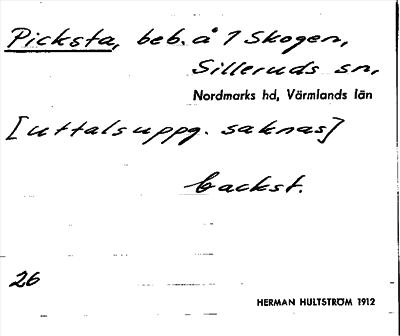 Picksta, beb. å 1 Skogen,
Silleruds sn,
Nordmarks hd, Värmlands län
[uttalsuppg. saknas]
backst.
26
HERMAN HULTSTRÖM 1912